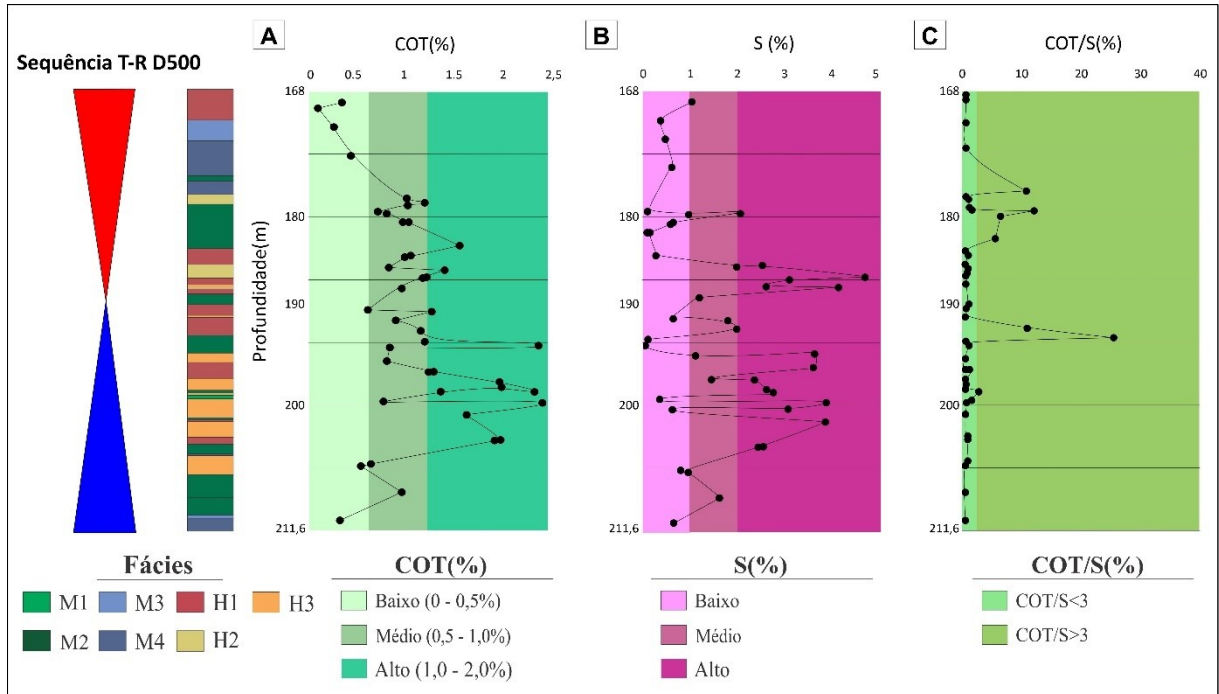 A
COT(%)
B
S (%)
C
COT/S(%)
Sequência T-R D500
0 0.5 1 1.5 2 2,5
0 1 2 3 4 5
0 10 20 30 40
168
180
190
200
211,6
Profundidade(m)
168
180
190
200
211,6
168
180
190
200
211,6
Fácies
M1 M3 H1 H3
M2 M4 H2
COT(%)
Baixo (0 - 0,5%)
Médio (0,5 - 1,0%)
Alto (1,0 - 2,0%)
S(%)
Baixo
Médio
Alto
COT/S(%)
COT/S<3
COT/S>3